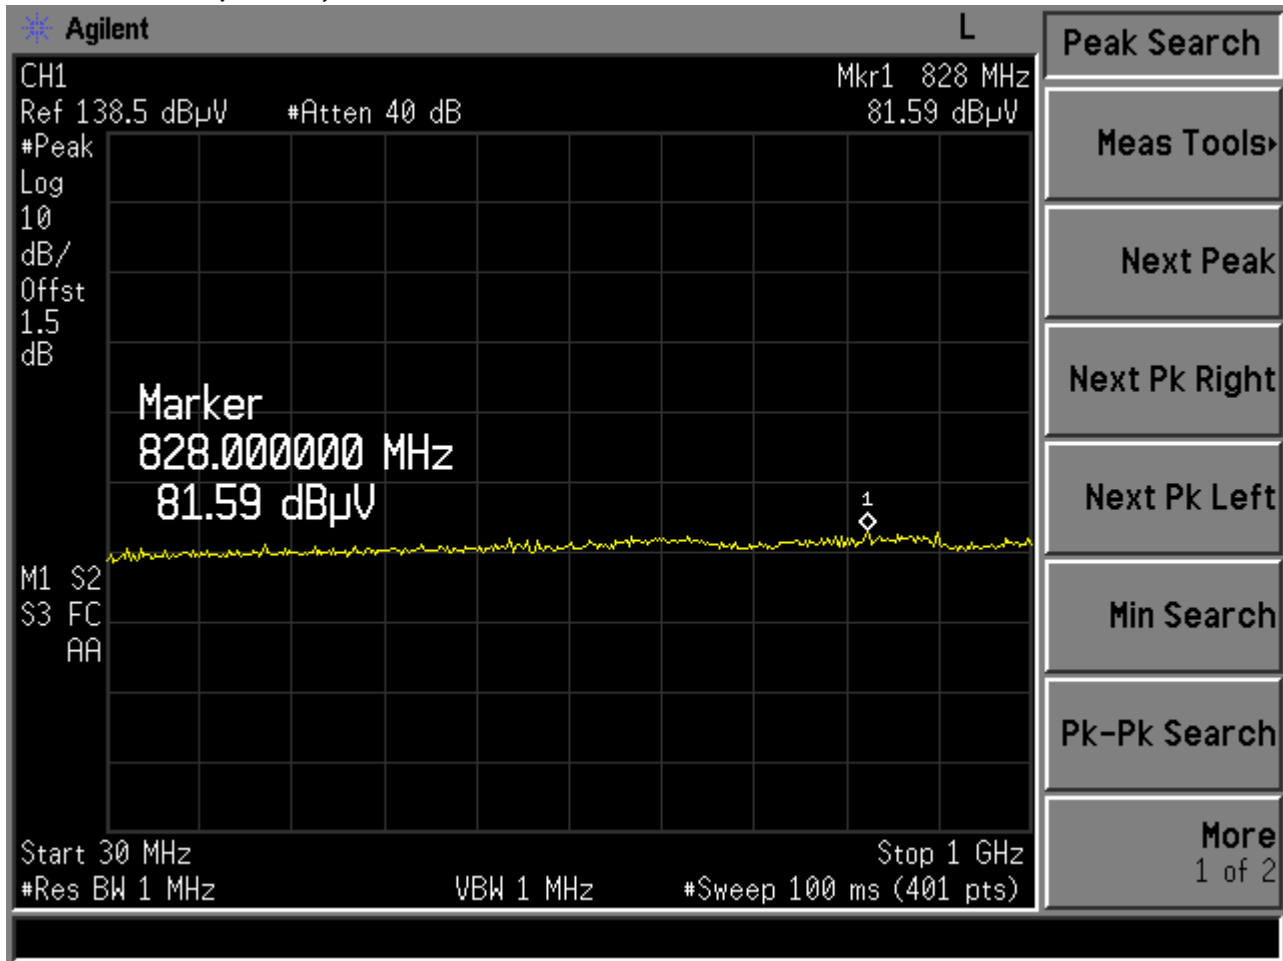 Agilent
L
CH1
Mkr1 828 MHz
Ref 138.5 dBµV #Atten 40 dB 81.59 dBµV
#Peak
Log
10
dB/
Offst
1.5
dB
Marker
828.000000 MHz
81.59 dBµV
1
M1 S2
S3 FC
AA
Start 30 MHz Stop 1 GHz
#Res BW 1 MHz VBW 1 MHz #Sweep 100 ms (401 pts)
Peak Search
Meas Tools
Next Peak
Next Pk Right
Next Pk Left
Min Search
Pk-Pk Search
More
1 of 2